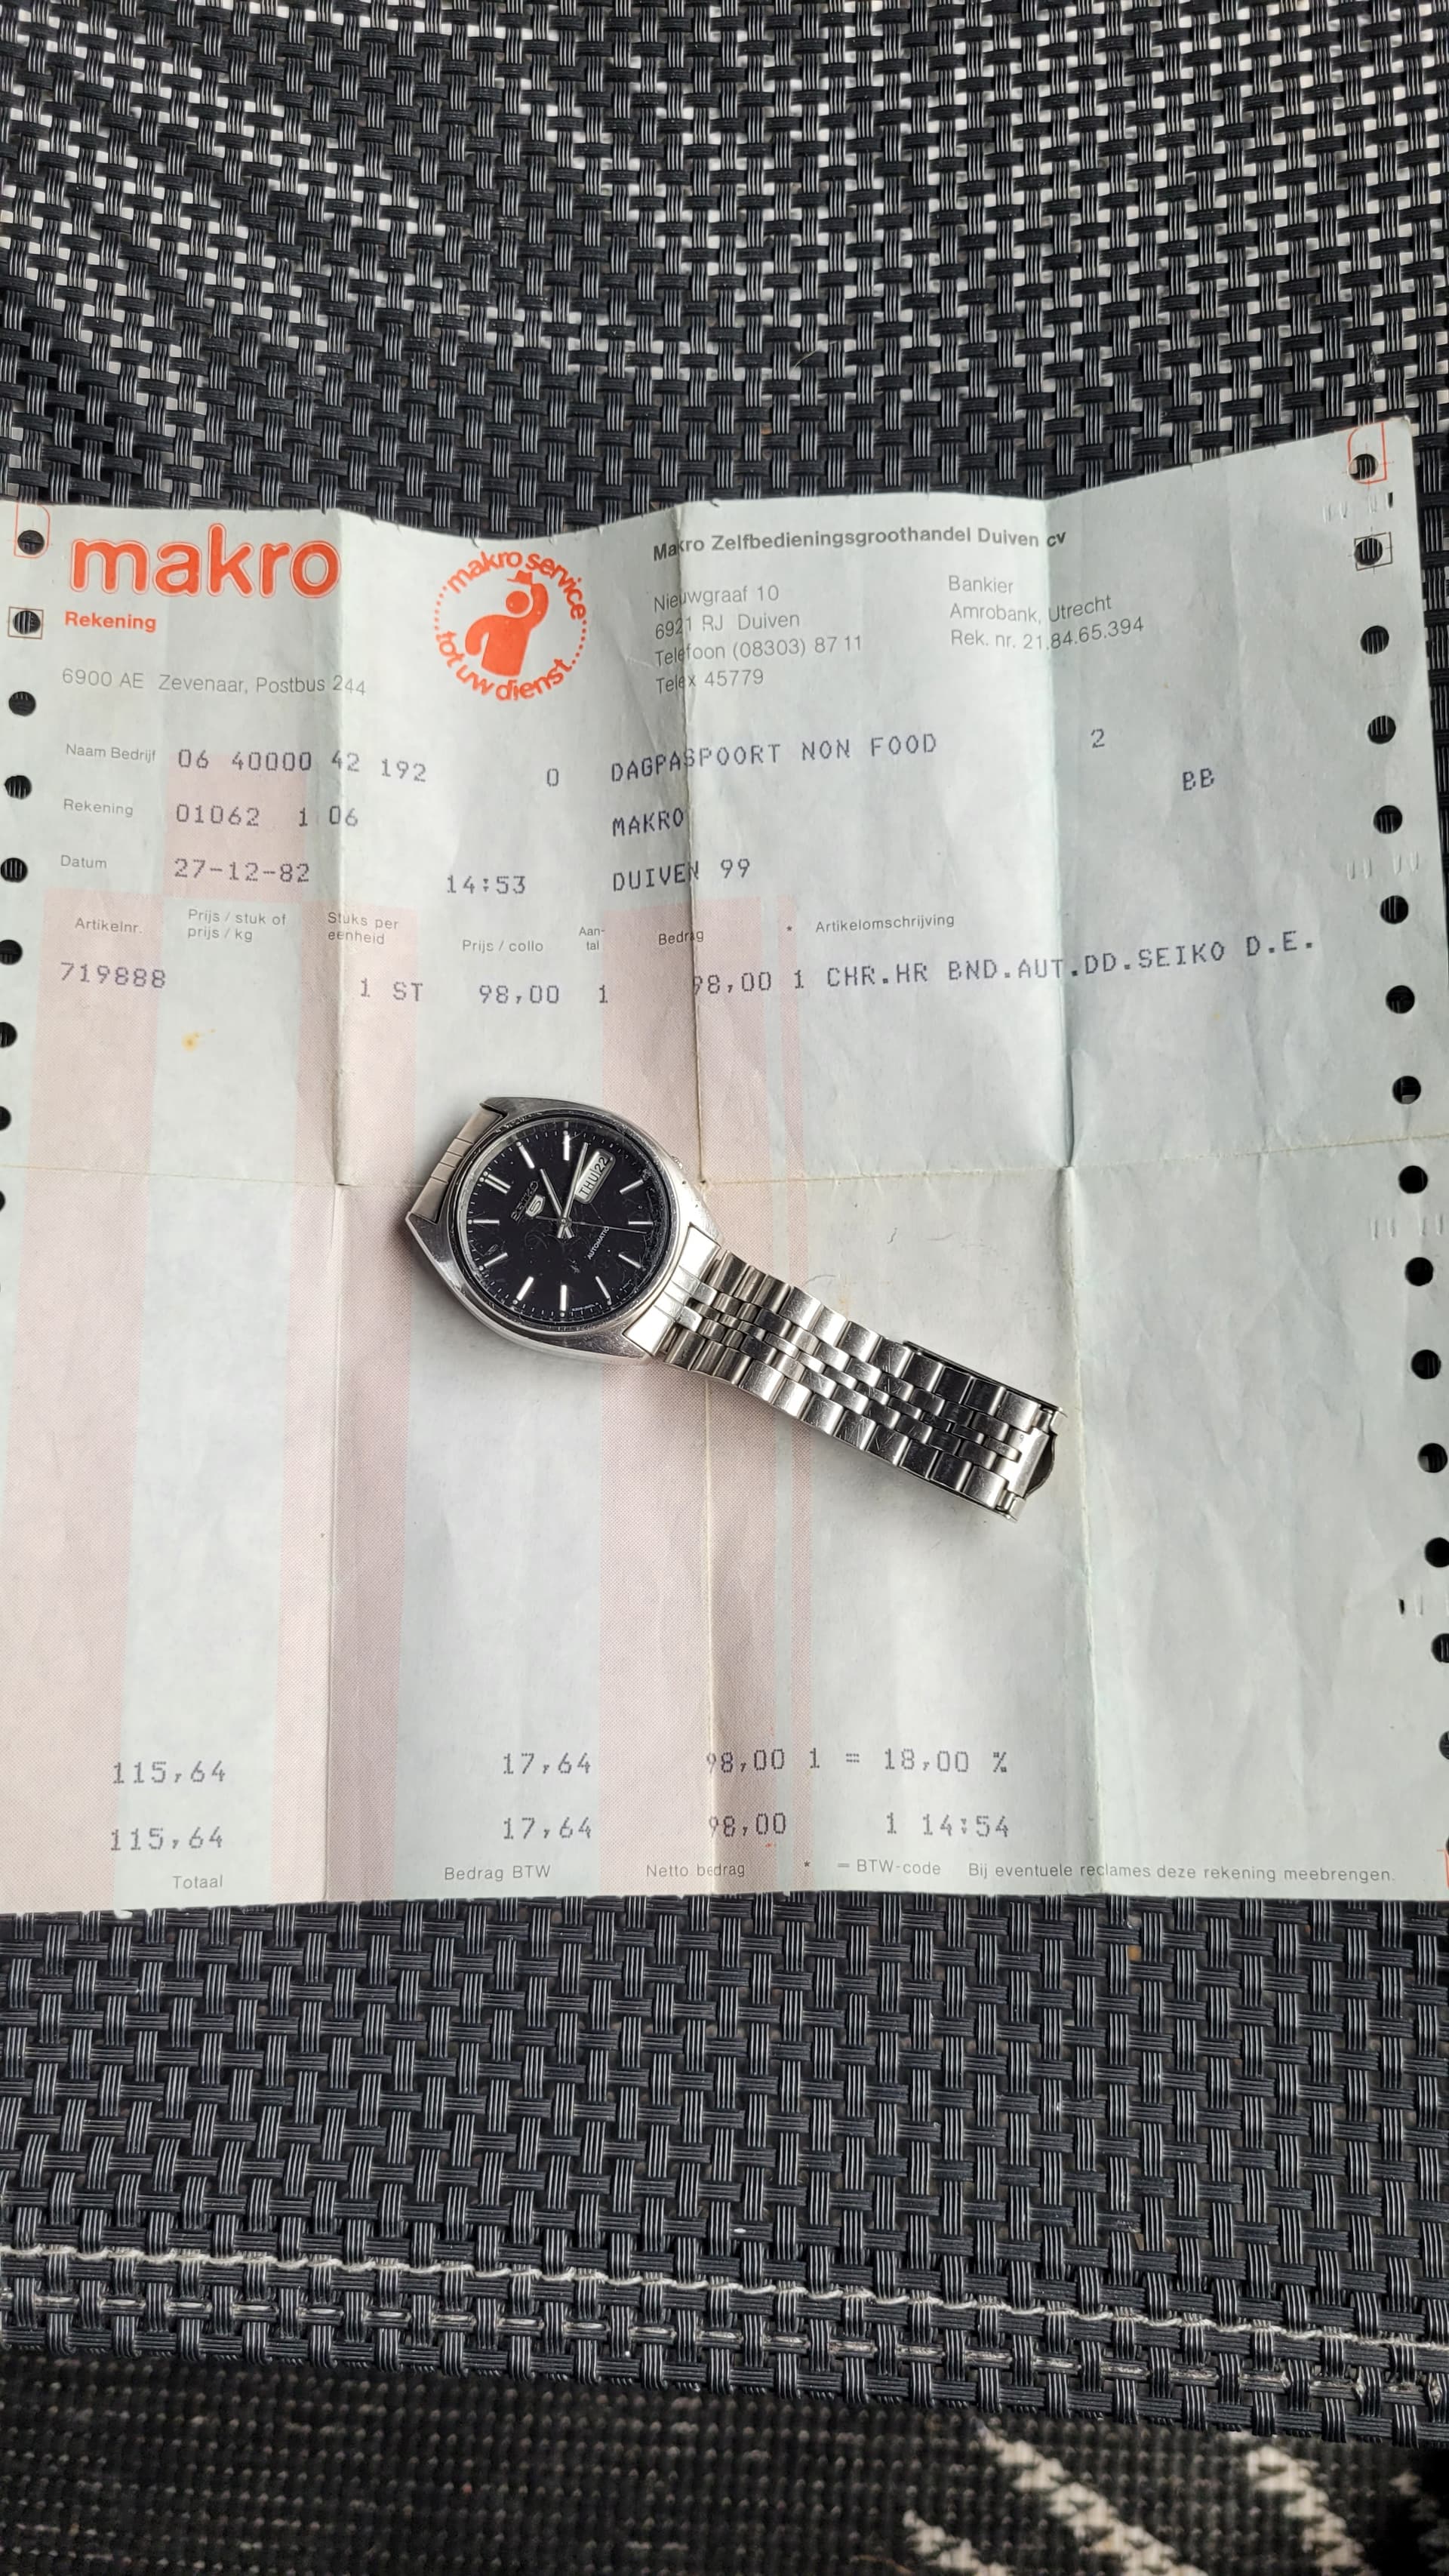 makro
Rekening
6900 AE Zevenaar, Postbus 244
makro service
tot uw dienst
Makro Zelfbedieningsgroothandel Duiven cv
Nieuwgraaf 10
6921 RJ Duiven
Telefoon (08303) 87 11
Telex 45779
Bankier
Amrobank, Utrecht
Rek. nr. 21.84.65.394
Naam Bedrijf 06 40000 42 192 0 DAGPASPOORT NON FOOD 2
BB
Rekening 01062 1 06 MAKRO
Datum 27-12-82 14:53 DUIVEN 99
Artikelnr. Prijs / stuk of prijs / kg Stuks per eenheid Prijs / collo Aan-tal Bedrag * Artikelomschrijving
719888 1 ST 98,00 1 98,00 1 CHR.HR BND.AUT.DD.SEIKO D.E.
SEIKO
5
THU 22
AUTOMATIC
115,64 17,64 98,00 1 = 18,00 %
115,64 17,64 98,00 1 14:54
Totaal Bedrag BTW Netto bedrag * = BTW-code Bij eventuele reclames deze rekening meebrengen.